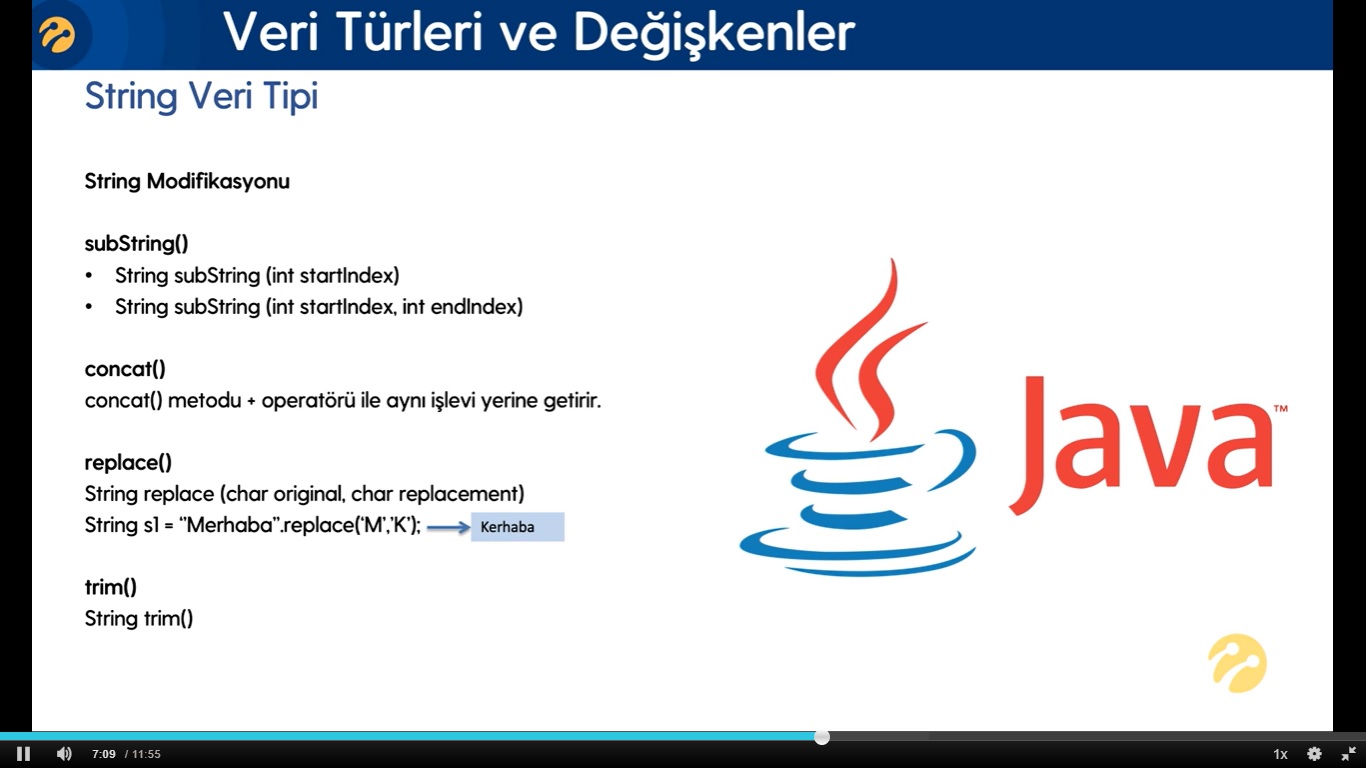 Veri Türleri ve Değişkenler
String Veri Tipi
String Modifikasyonu
subString()
• String subString (int startIndex)
• String subString (int startIndex, int endIndex)
concat()
concat() metodu + operatörü ile aynı işlevi yerine getirir.
replace()
String replace (char original, char replacement)
String s1 = “Merhaba”.replace(‘M’,’K’);
Kerhaba
trim()
String trim()
Java™
7:09 / 11:55
1x